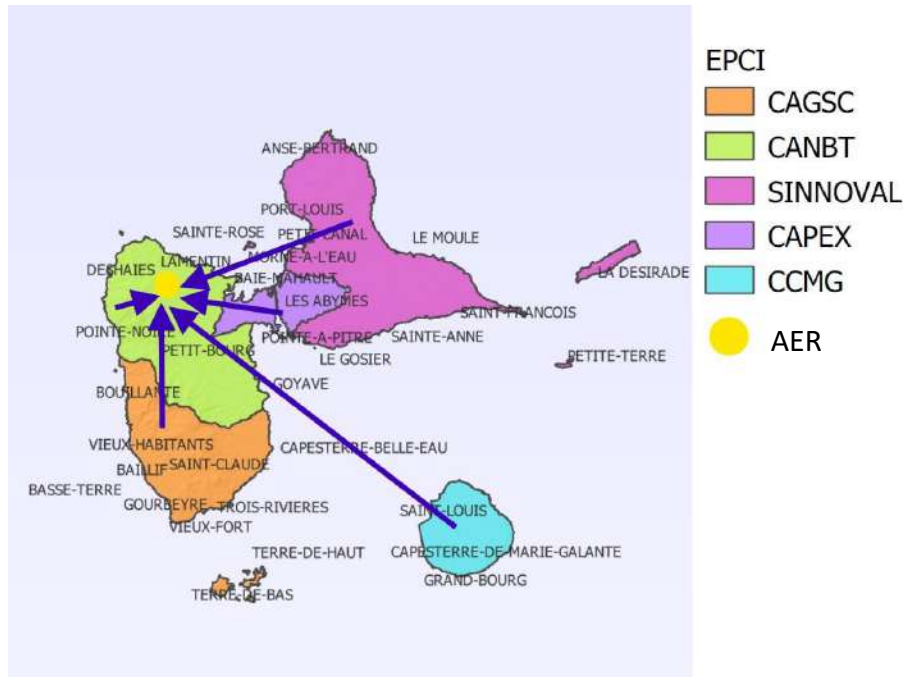 ANSE-BERTRAND
PORT-LOUIS
SAINTE-ROSE
PETIT-CANAL
LE MOULE
MORNE-A-L'EAU
LAMENTIN
DESHAIES
BAIE-MAHAULT
LA DESIRADE
LES ABYMES
SAINT-FRANCOIS
POINTE-NOIRE
POINTE-A-PITRE
SAINTE-ANNE
PETIT-BOURG
LE GOSIER
PETITE-TERRE
GOYAVE
BOUILLANTE
VIEUX-HABITANTS
CAPESTERRE-BELLE-EAU
BAILLIF
SAINT-CLAUDE
BASSE-TERRE
GOURBEYRE
TROIS-RIVIERES
SAINT-LOUIS
VIEUX-FORT
TERRE-DE-HAUT
CAPESTERRE-DE-MARIE-GALANTE
GRAND-BOURG
TERRE-DE-BAS
EPCI
CAGSC
CANBT
SINNOVAL
CAPEX
CCMG
AER